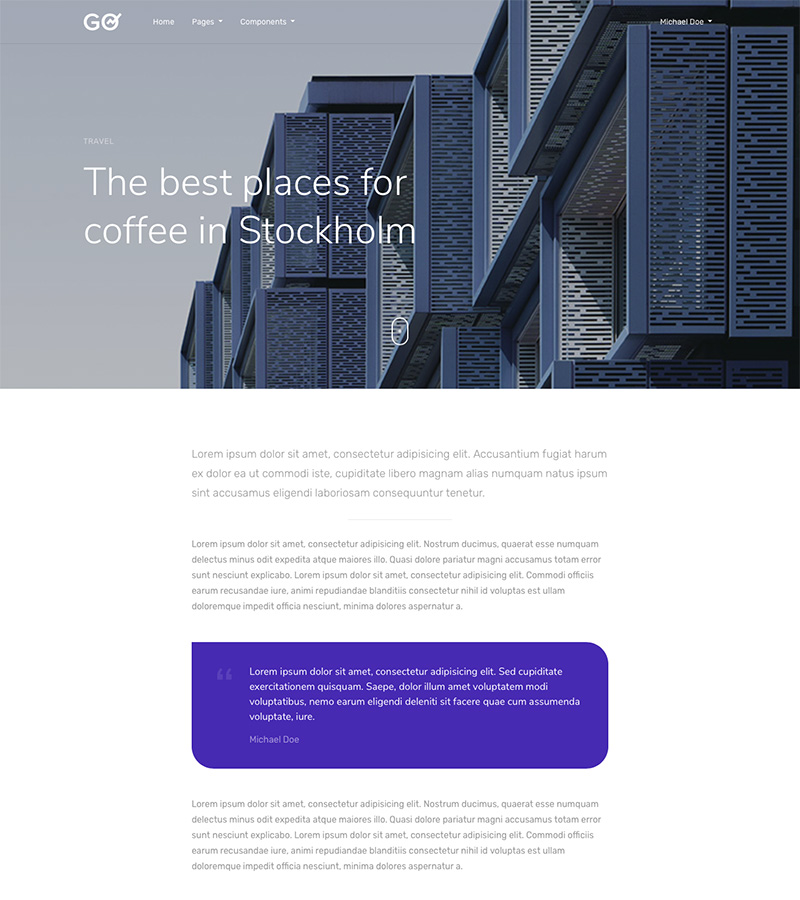 GO Home Pages Components Michael Doe
TRAVEL
The best places for
coffee in Stockholm
Lorem ipsum dolor sit amet, consectetur adipisicing elit. Accusantium fugiat harum
ex dolor ea ut commodi iste, cupiditate libero magnam alias numquam natus ipsum
sint accusamus eligendi laboriosam consequuntur tenetur.
Lorem ipsum dolor sit amet, consectetur adipisicing elit. Nostrum ducimus, quaerat esse numquam
delectus minus odit expedita atque maiores illo. Quasi dolore pariatur magni accusamus totam error
sunt nesciunt explicabo. Lorem ipsum dolor sit amet, consectetur adipisicing elit. Commodi officiis
earum recusandae iure, animi repudiandae blanditiis consectetur nihil id voluptas est ullam
doloremque impedit officia nesciunt, minima dolores aspernatur a.
“ Lorem ipsum dolor sit amet, consectetur adipisicing elit. Sed cupiditate
exercitationem quisquam. Saepe, dolor illum amet voluptatem modi
voluptatibus, nemo earum eligendi deleniti sit facere quae cum assumenda
voluptate, iure.
Michael Doe
Lorem ipsum dolor sit amet, consectetur adipisicing elit. Nostrum ducimus, quaerat esse numquam
delectus minus odit expedita atque maiores illo. Quasi dolore pariatur magni accusamus totam error
sunt nesciunt explicabo. Lorem ipsum dolor sit amet, consectetur adipisicing elit. Commodi officiis
earum recusandae iure, animi repudiandae blanditiis consectetur nihil id voluptas est ullam
doloremque impedit officia nesciunt, minima dolores aspernatur a.